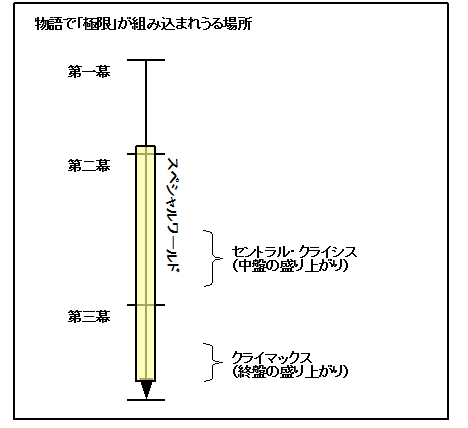 物語で「極限」が組み込まれうる場所
第一幕
第二幕
スペシャルワールド
セントラル・クライシス
（中盤の盛り上がり）
第三幕
クライマックス
（終盤の盛り上がり）